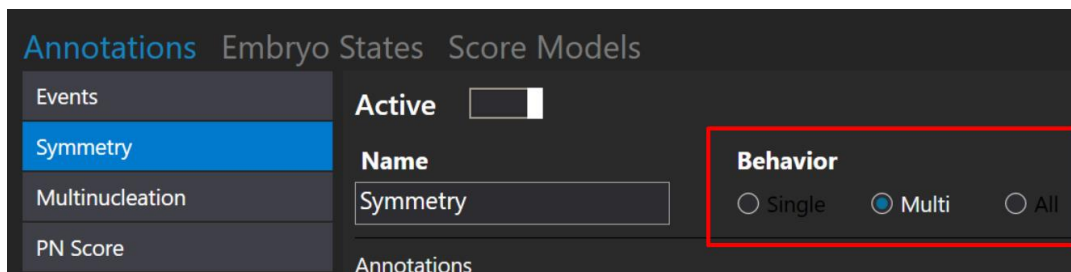 Annotations Embryo States Score Models
Events
Symmetry
Multinucleation
PN Score
Active
Name
Symmetry
Behavior
Single Multi All
Annotations